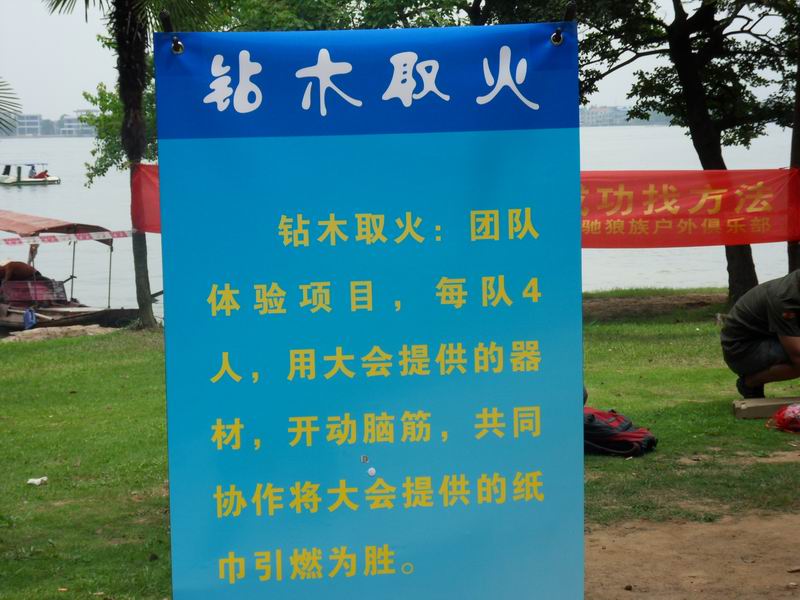 钻木取火
钻木取火：团队
体验项目，每队4
人，用大会提供的器
材，开动脑筋，共同
协作将大会提供的纸
巾引燃为胜。
功找方法
驰狼族户外俱乐部